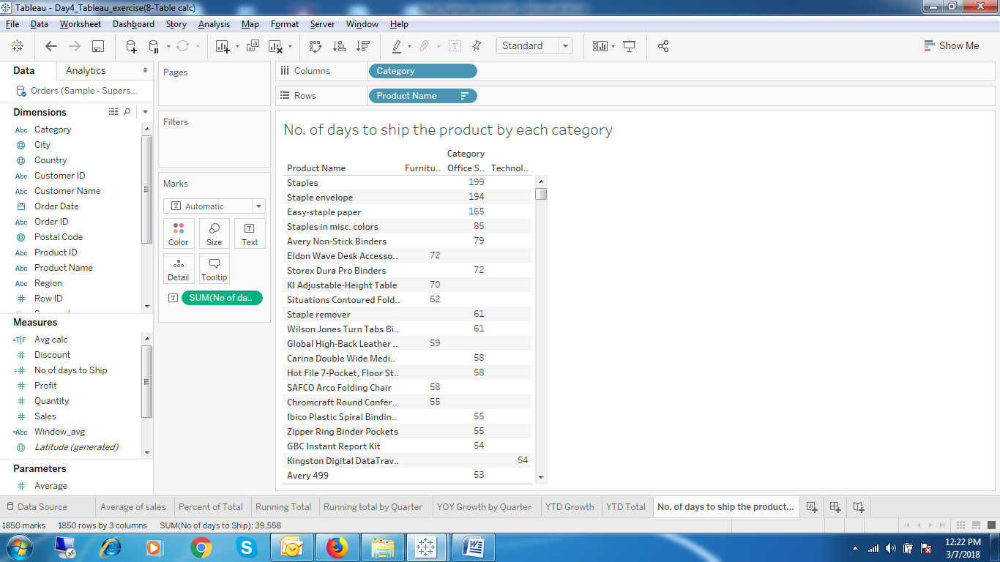 Tableau - Day4_Tableau_exercise(8-Table calc)
File Data Worksheet Dashboard Story Analysis Map Format Server Window Help
Standard
Show Me
Data Analytics
Orders (Sample - Supers...
Dimensions
Abc Category
City
Country
Abc Customer ID
Abc Customer Name
Order Date
Abc Order ID
Postal Code
Abc Product ID
Abc Product Name
Abc Region
# Row ID
Measures
=T|F Avg calc
# Discount
=# No of days to Ship
# Profit
# Quantity
# Sales
=Abc Window_avg
Latitude (generated)
Parameters
# Average
Pages
Filters
Marks
T Automatic
Color Size Text
Detail Tooltip
T SUM(No of da..
Columns Category
Rows Product Name
No. of days to ship the product by each category
Category
Product Name Furnitu.. Office S.. Technol..
Staples 199
Staple envelope 194
Easy-staple paper 165
Staples in misc. colors 85
Avery Non-Stick Binders 79
Eldon Wave Desk Accesso.. 72
Storex Dura Pro Binders 72
KI Adjustable-Height Table 70
Situations Contoured Fold.. 62
Staple remover 61
Wilson Jones Turn Tabs Bi.. 61
Global High-Back Leather .. 59
Carina Double Wide Medi.. 58
Hot File 7-Pocket, Floor St.. 58
SAFCO Arco Folding Chair 58
Chromcraft Round Confer.. 55
Ibico Plastic Spiral Bindin.. 55
Zipper Ring Binder Pockets 55
GBC Instant Report Kit 54
Kingston Digital DataTrav.. 54
Avery 499 53
Data Source Average of sales Percent of Total Running Total Running total by Quarter YOY Growth by Quarter YTD Growth YTD Total No. of days to ship the product...
1850 marks 1850 rows by 3 columns SUM(No of days to Ship): 39,558
12:22 PM
3/7/2018